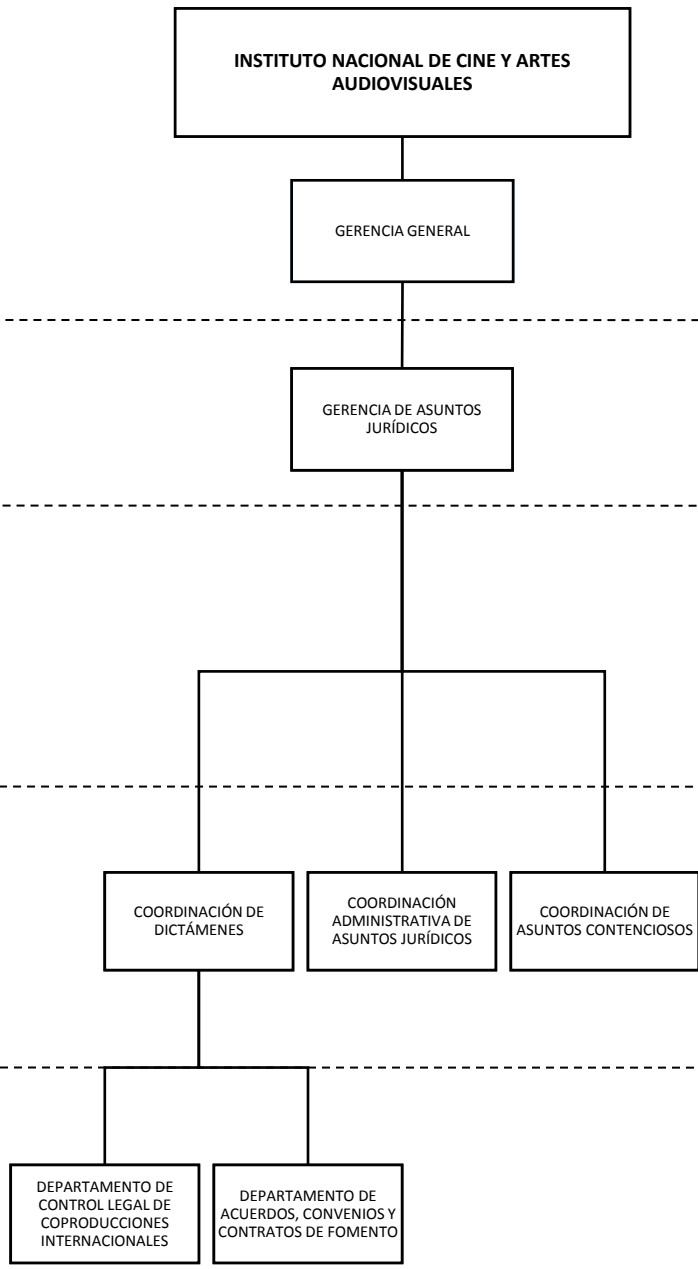 INSTITUTO NACIONAL DE CINE Y ARTES
AUDIOVISUALES
GERENCIA GENERAL
GERENCIA DE ASUNTOS
JURÍDICOS
COORDINACIÓN DE
DICTÁMENES
COORDINACIÓN
ADMINISTRATIVA DE
ASUNTOS JURÍDICOS
COORDINACIÓN DE
ASUNTOS CONTENCIOSOS
DEPARTAMENTO DE
CONTROL LEGAL DE
COPRODUCCIONES
INTERNACIONALES
DEPARTAMENTO DE
ACUERDOS, CONVENIOS Y
CONTRATOS DE FOMENTO